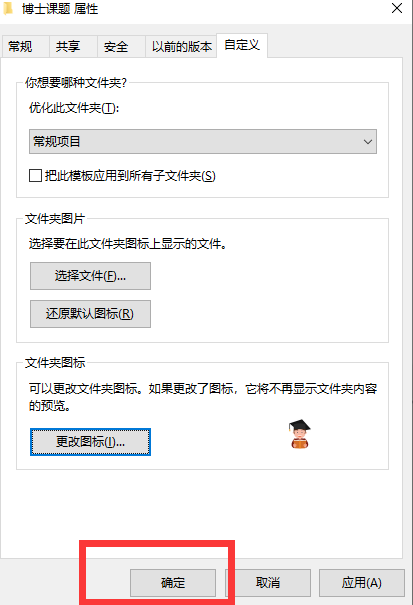 博士课题 属性
常规 共享 安全 以前的版本 自定义
你想要哪种文件夹?
优化此文件夹(T):
常规项目
把此模板应用到所有子文件夹(S)
文件夹图片
选择要在此文件夹图标上显示的文件。
选择文件(F)...
还原默认图标(R)
文件夹图标
可以更改文件夹图标。如果更改了图标，它将不再显示文件夹内容
的预览。
更改图标(I)...
确定 取消 应用(A)